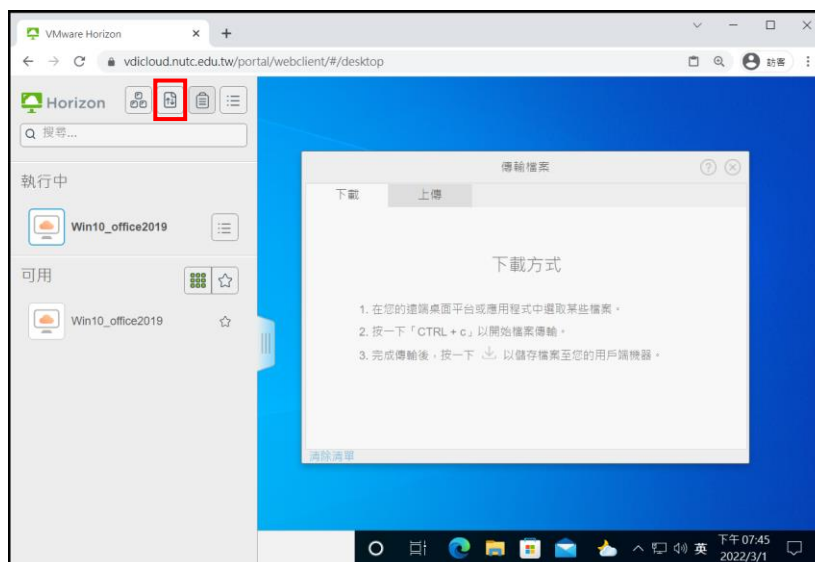 VMware Horizon
vdicloud.nutc.edu.tw/portal/webclient/#/desktop
訪客
Horizon
搜尋...
執行中
Win10_office2019
可用
Win10_office2019
傳輸檔案
下載
上傳
下載方式
1. 在您的遠端桌面平台或應用程式中選取某些檔案。
2. 按一下「CTRL + c」以開始檔案傳輸。
3. 完成傳輸後，按一下 以儲存檔案至您的用戶端機器。
清除清單
英
下午 07:45
2022/3/1